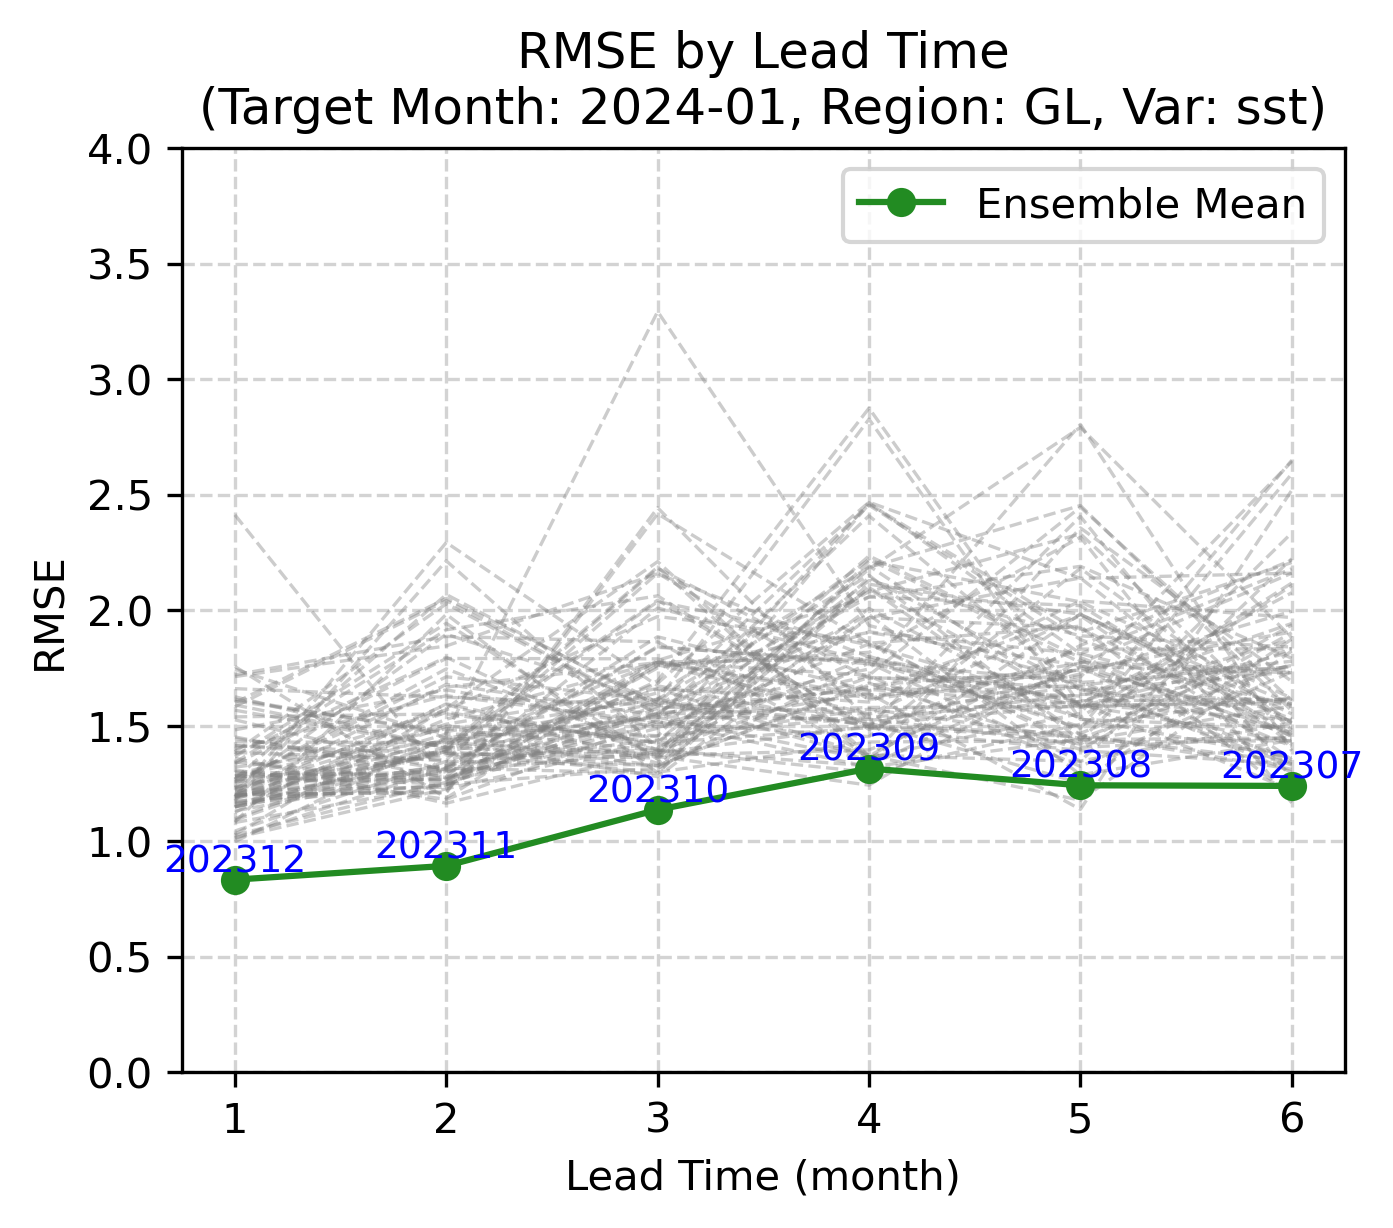 RMSE by Lead Time
(Target Month: 2024-01, Region: GL, Var: sst)
Ensemble Mean
RMSE
4.0
3.5
3.0
2.5
2.0
1.5
1.0
0.5
0.0
202312
202311
202310
202309
202308
202307
1 2 3 4 5 6
Lead Time (month)